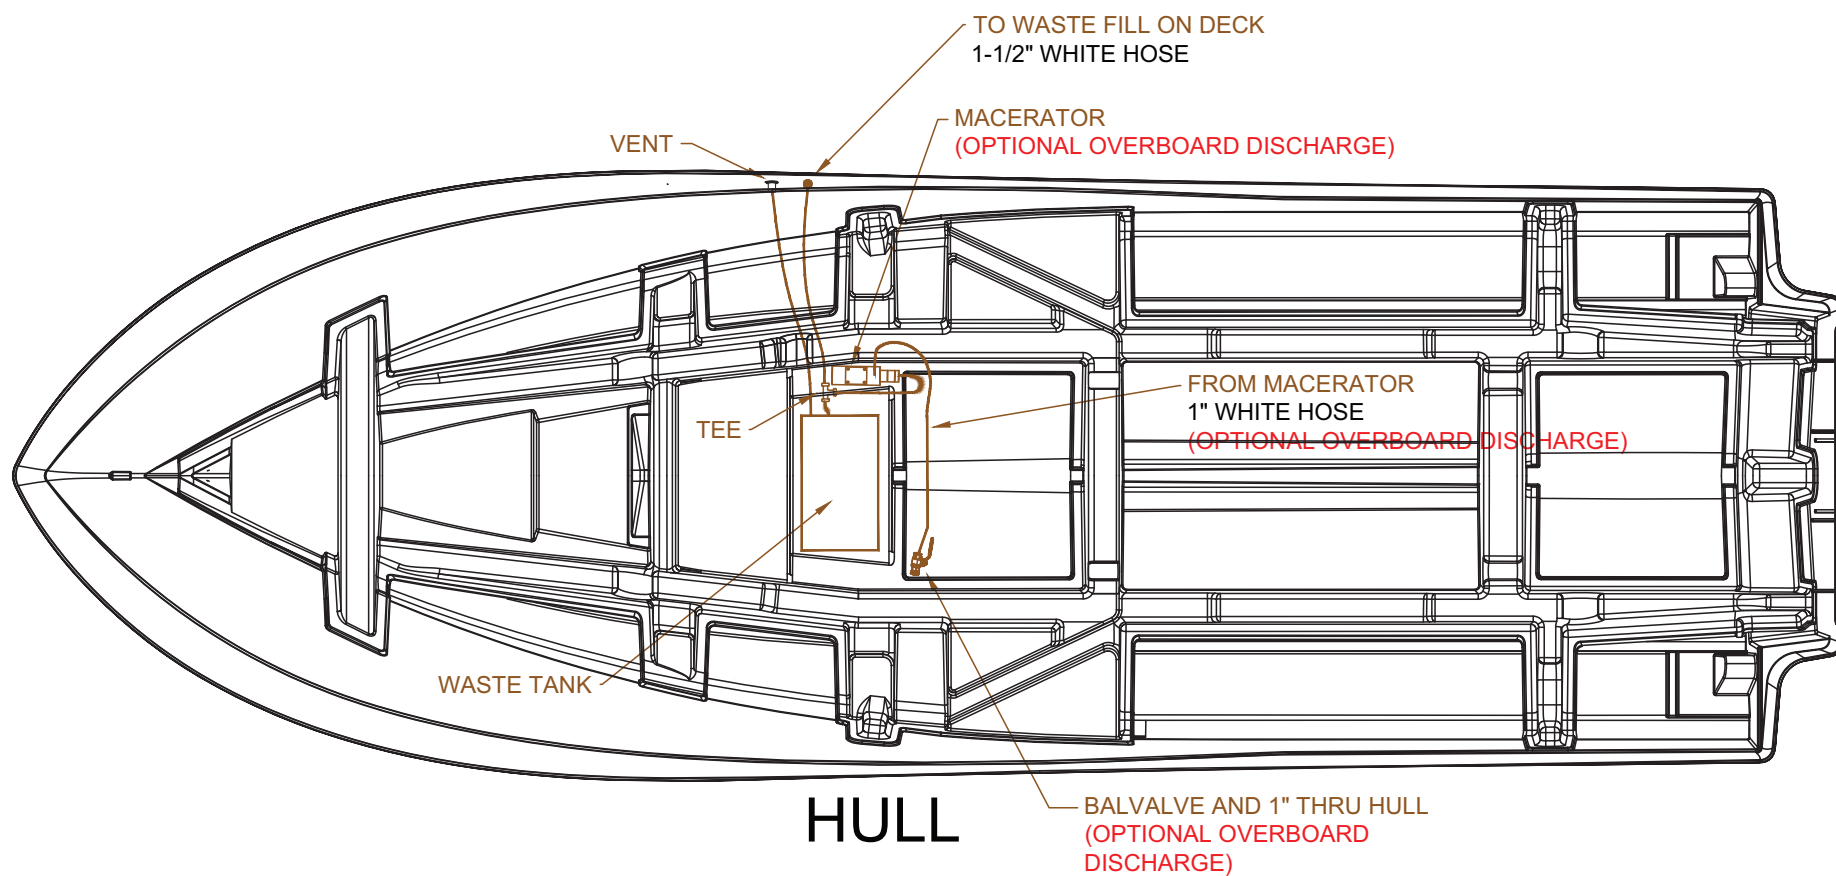 TO WASTE FILL ON DECK
1-1/2" WHITE HOSE
MACERATOR
(OPTIONAL OVERBOARD DISCHARGE)
VENT
FROM MACERATOR
1" WHITE HOSE
(OPTIONAL OVERBOARD DISCHARGE)
TEE
WASTE TANK
HULL
BALVALVE AND 1" THRU HULL
(OPTIONAL OVERBOARD
DISCHARGE)